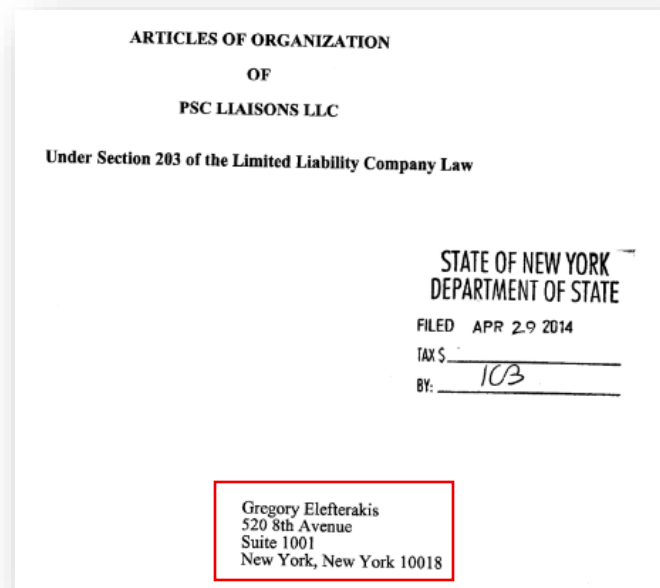 ARTICLES OF ORGANIZATION
OF
PSC LIAISONS LLC
Under Section 203 of the Limited Liability Company Law
STATE OF NEW YORK
DEPARTMENT OF STATE
FILED APR 29 2014
TAX $
BY: ICB
Gregory Elefterakis
520 8th Avenue
Suite 1001
New York, New York 10018